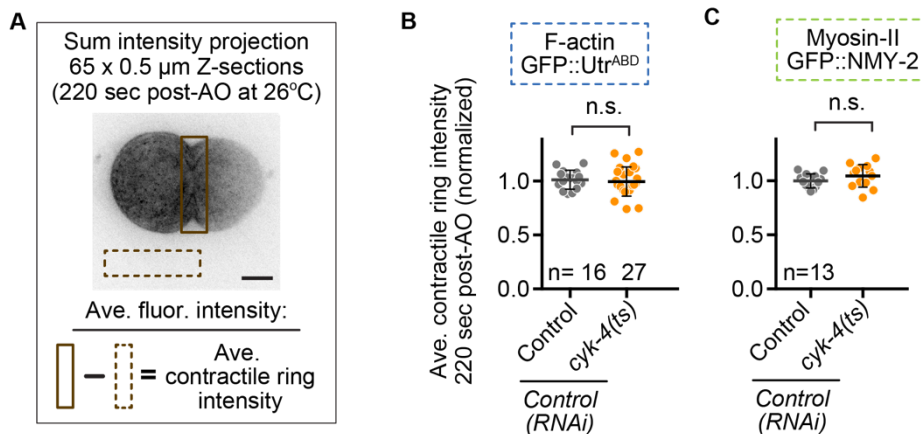 A
Sum intensity projection
65 x 0.5 µm Z-sections
(220 sec post-AO at 26°C)
Ave. fluor. intensity:
– = Ave.
contractile ring
intensity
B
F-actin
GFP::Utr^ABD
n.s.
Ave. contractile ring intensity
220 sec post-AO (normalized)
1.0
0.5
0.0
n= 16 27
Control
cyk-4(ts)
Control
(RNAi)
C
Myosin-II
GFP::NMY-2
n.s.
1.0
0.5
0.0
n=13
Control
cyk-4(ts)
Control
(RNAi)